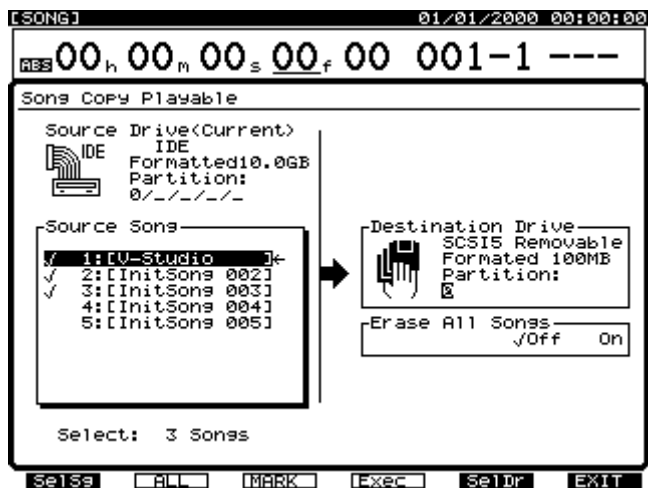 [SONG] 01/01/2000 00:00:00
ABS 00h 00m 00s 00f 00 001-1 ---
Song Copy Playable
Source Drive(Current)
IDE
IDE
Formatted10.0GB
Partition:
0/_/_/_/_
Source Song
√ 1:[V-Studio ]←
√ 2:[InitSong 002]
√ 3:[InitSong 003]
4:[InitSong 004]
5:[InitSong 005]
Select: 3 Songs
Destination Drive
SCSI5 Removable
Formated 100MB
Partition:
0
Erase All Songs
√Off On
SelSg ALL MARK Exec SelDr EXIT